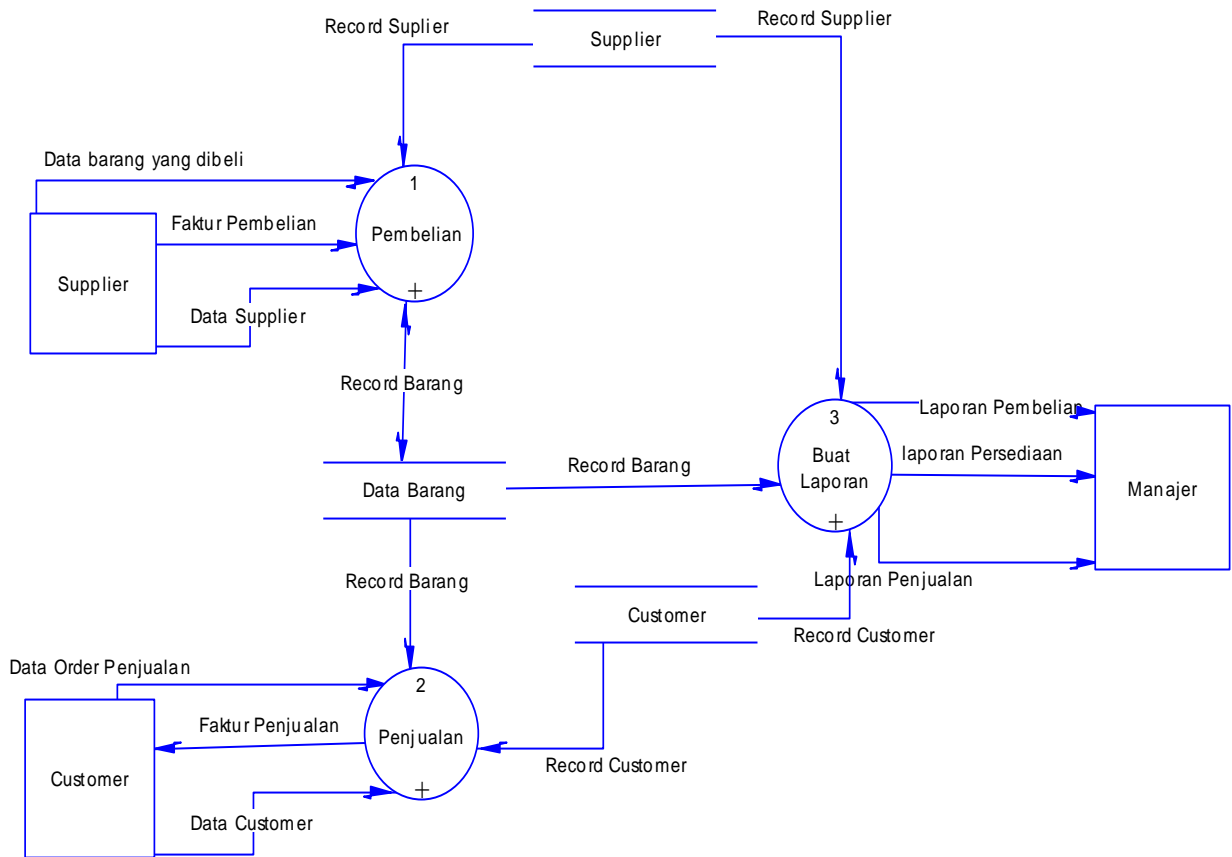 Record Suplier
Record Supplier
Supplier
Data barang yang dibeli
1
Faktur Pembelian
Pembelian
Supplier
Data Supplier
Record Barang
Laporan Pembelian
3
laporan Persediaan
Buat
Laporan
Record Barang
Data Barang
Manajer
Record Barang
Laporan Penjualan
Customer
Record Customer
Data Order Penjualan
2
Faktur Penjualan
Penjualan
Record Customer
Customer
Data Customer